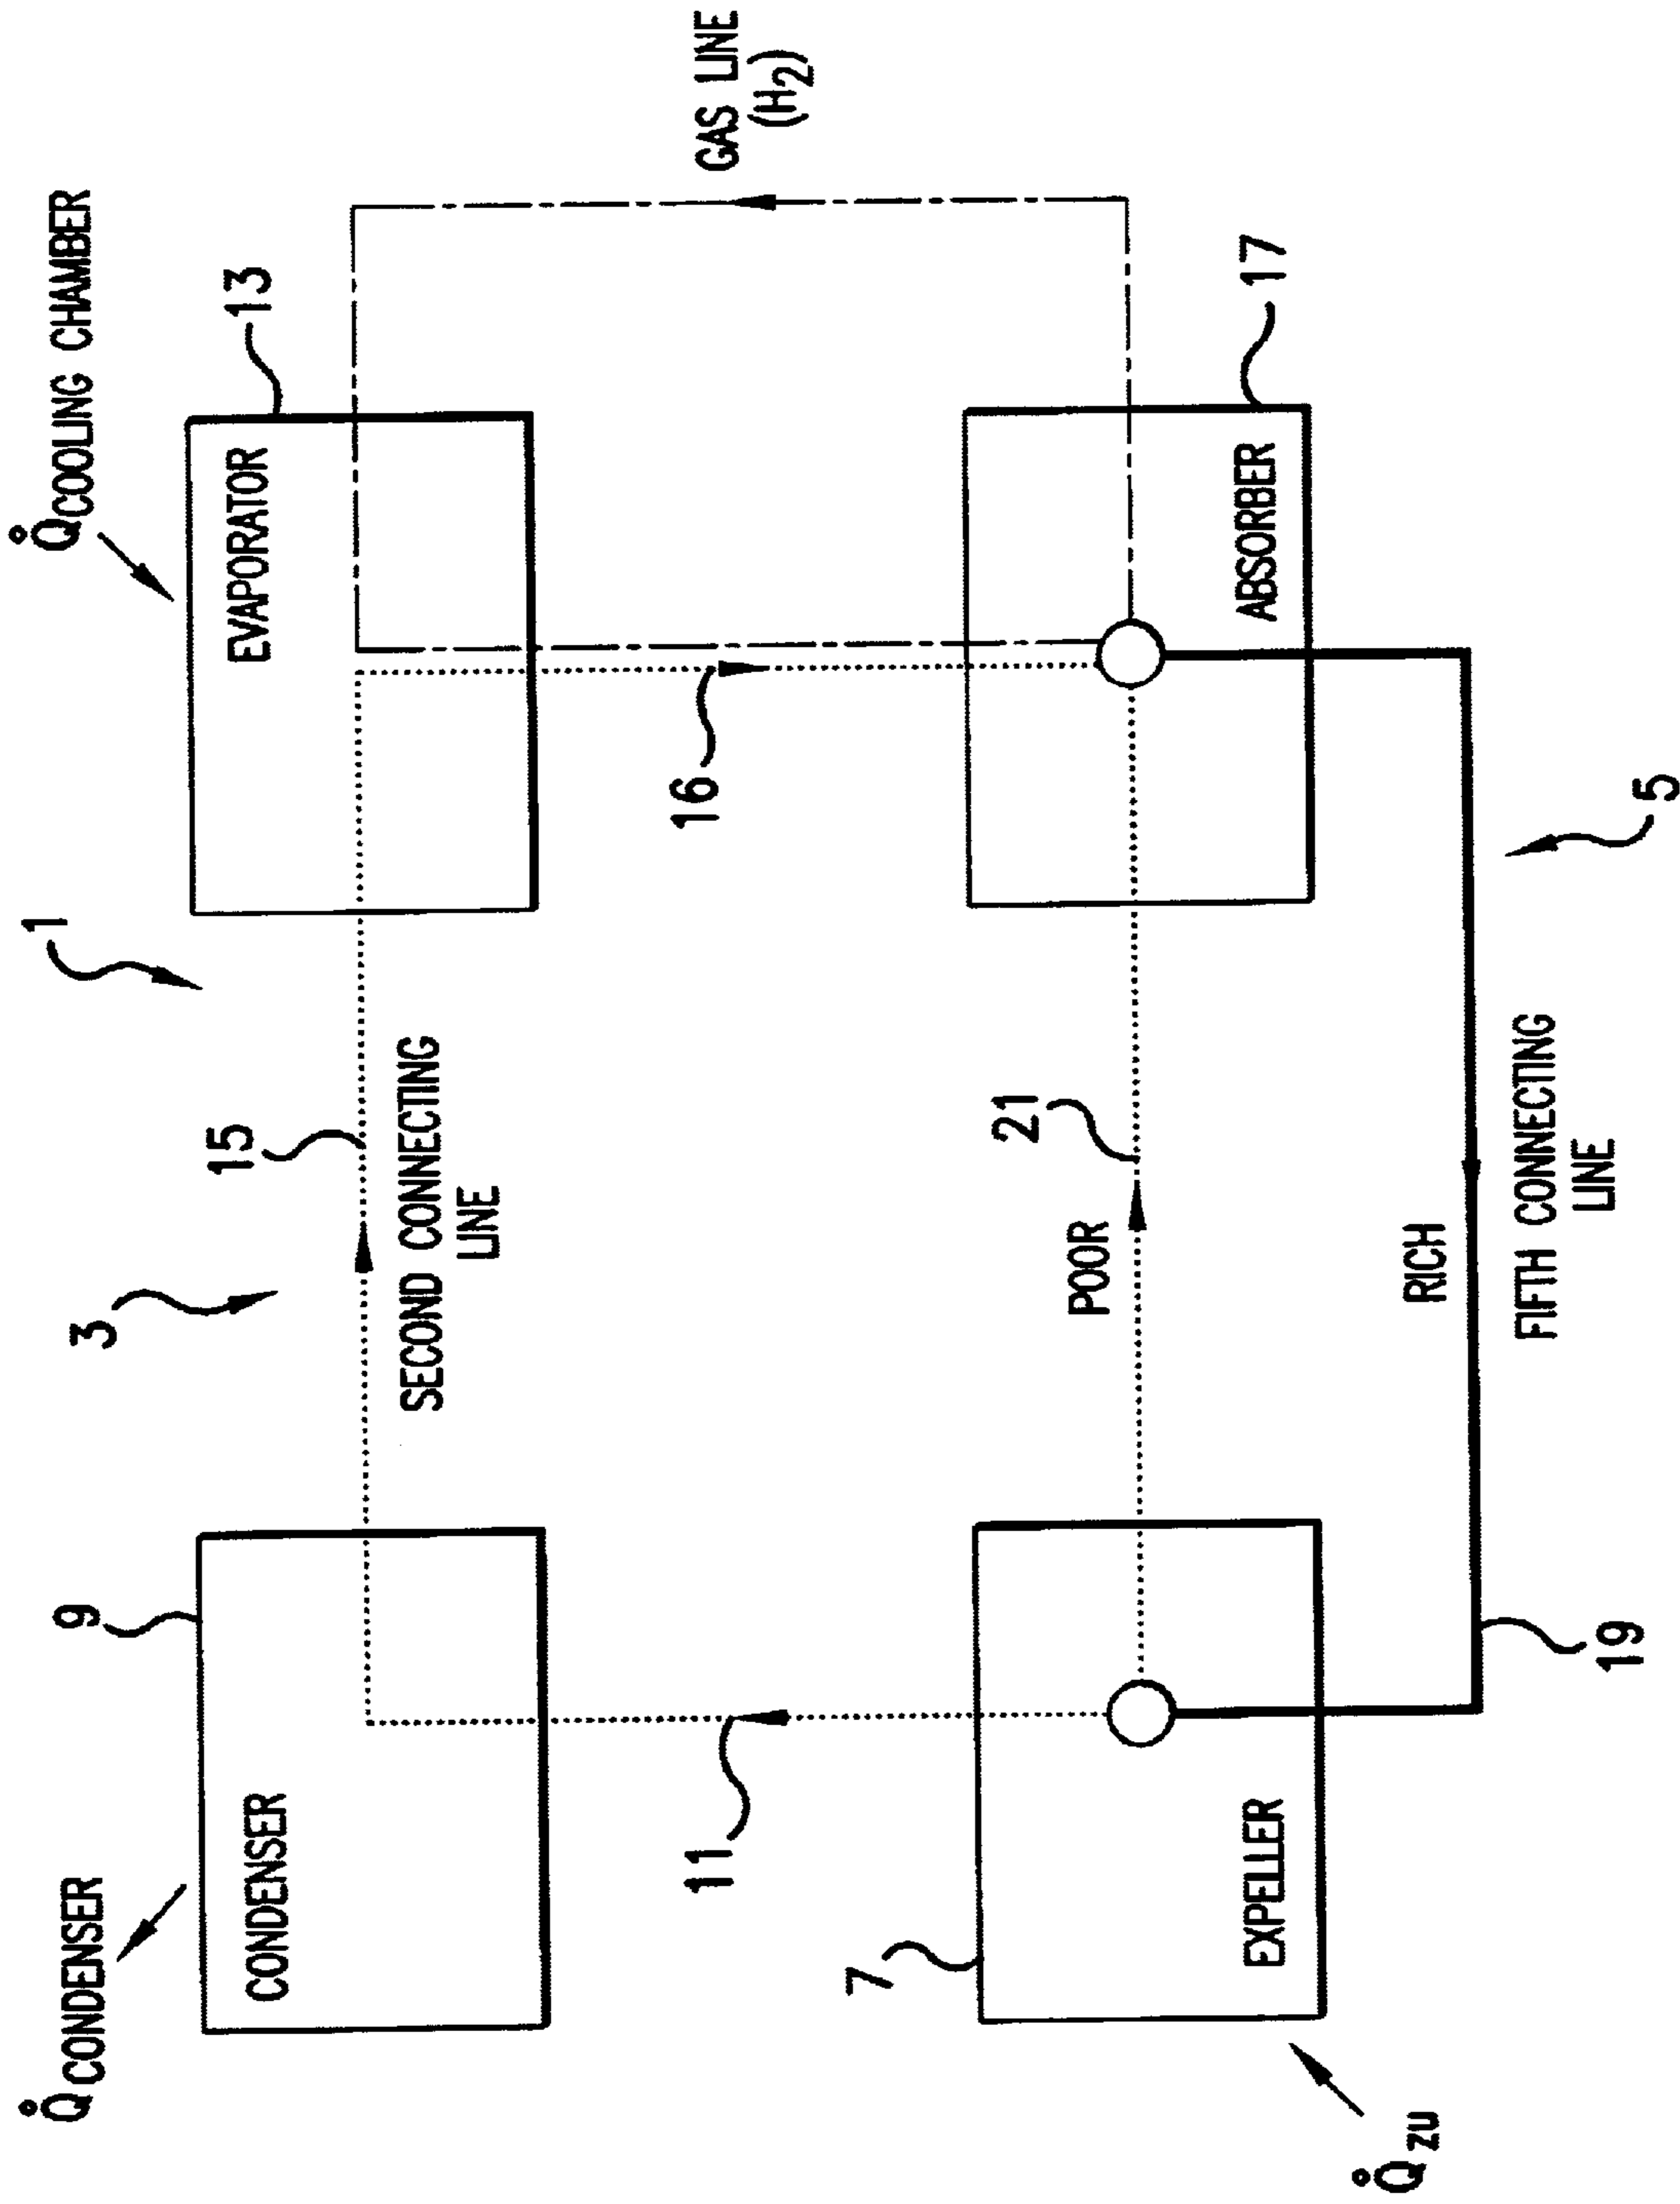 Q̊CONDENSER
CONDENSER
9
3
1
Q̊COOLING CHAMBER
EVAPORATOR
13
15
SECOND CONNECTING
LINE
11
16
GAS LINE
(H2)
7
EXPELLER
Q̊ZU
POOR
21
ABSORBER
17
RICH
FIFTH CONNECTING
LINE
19
5